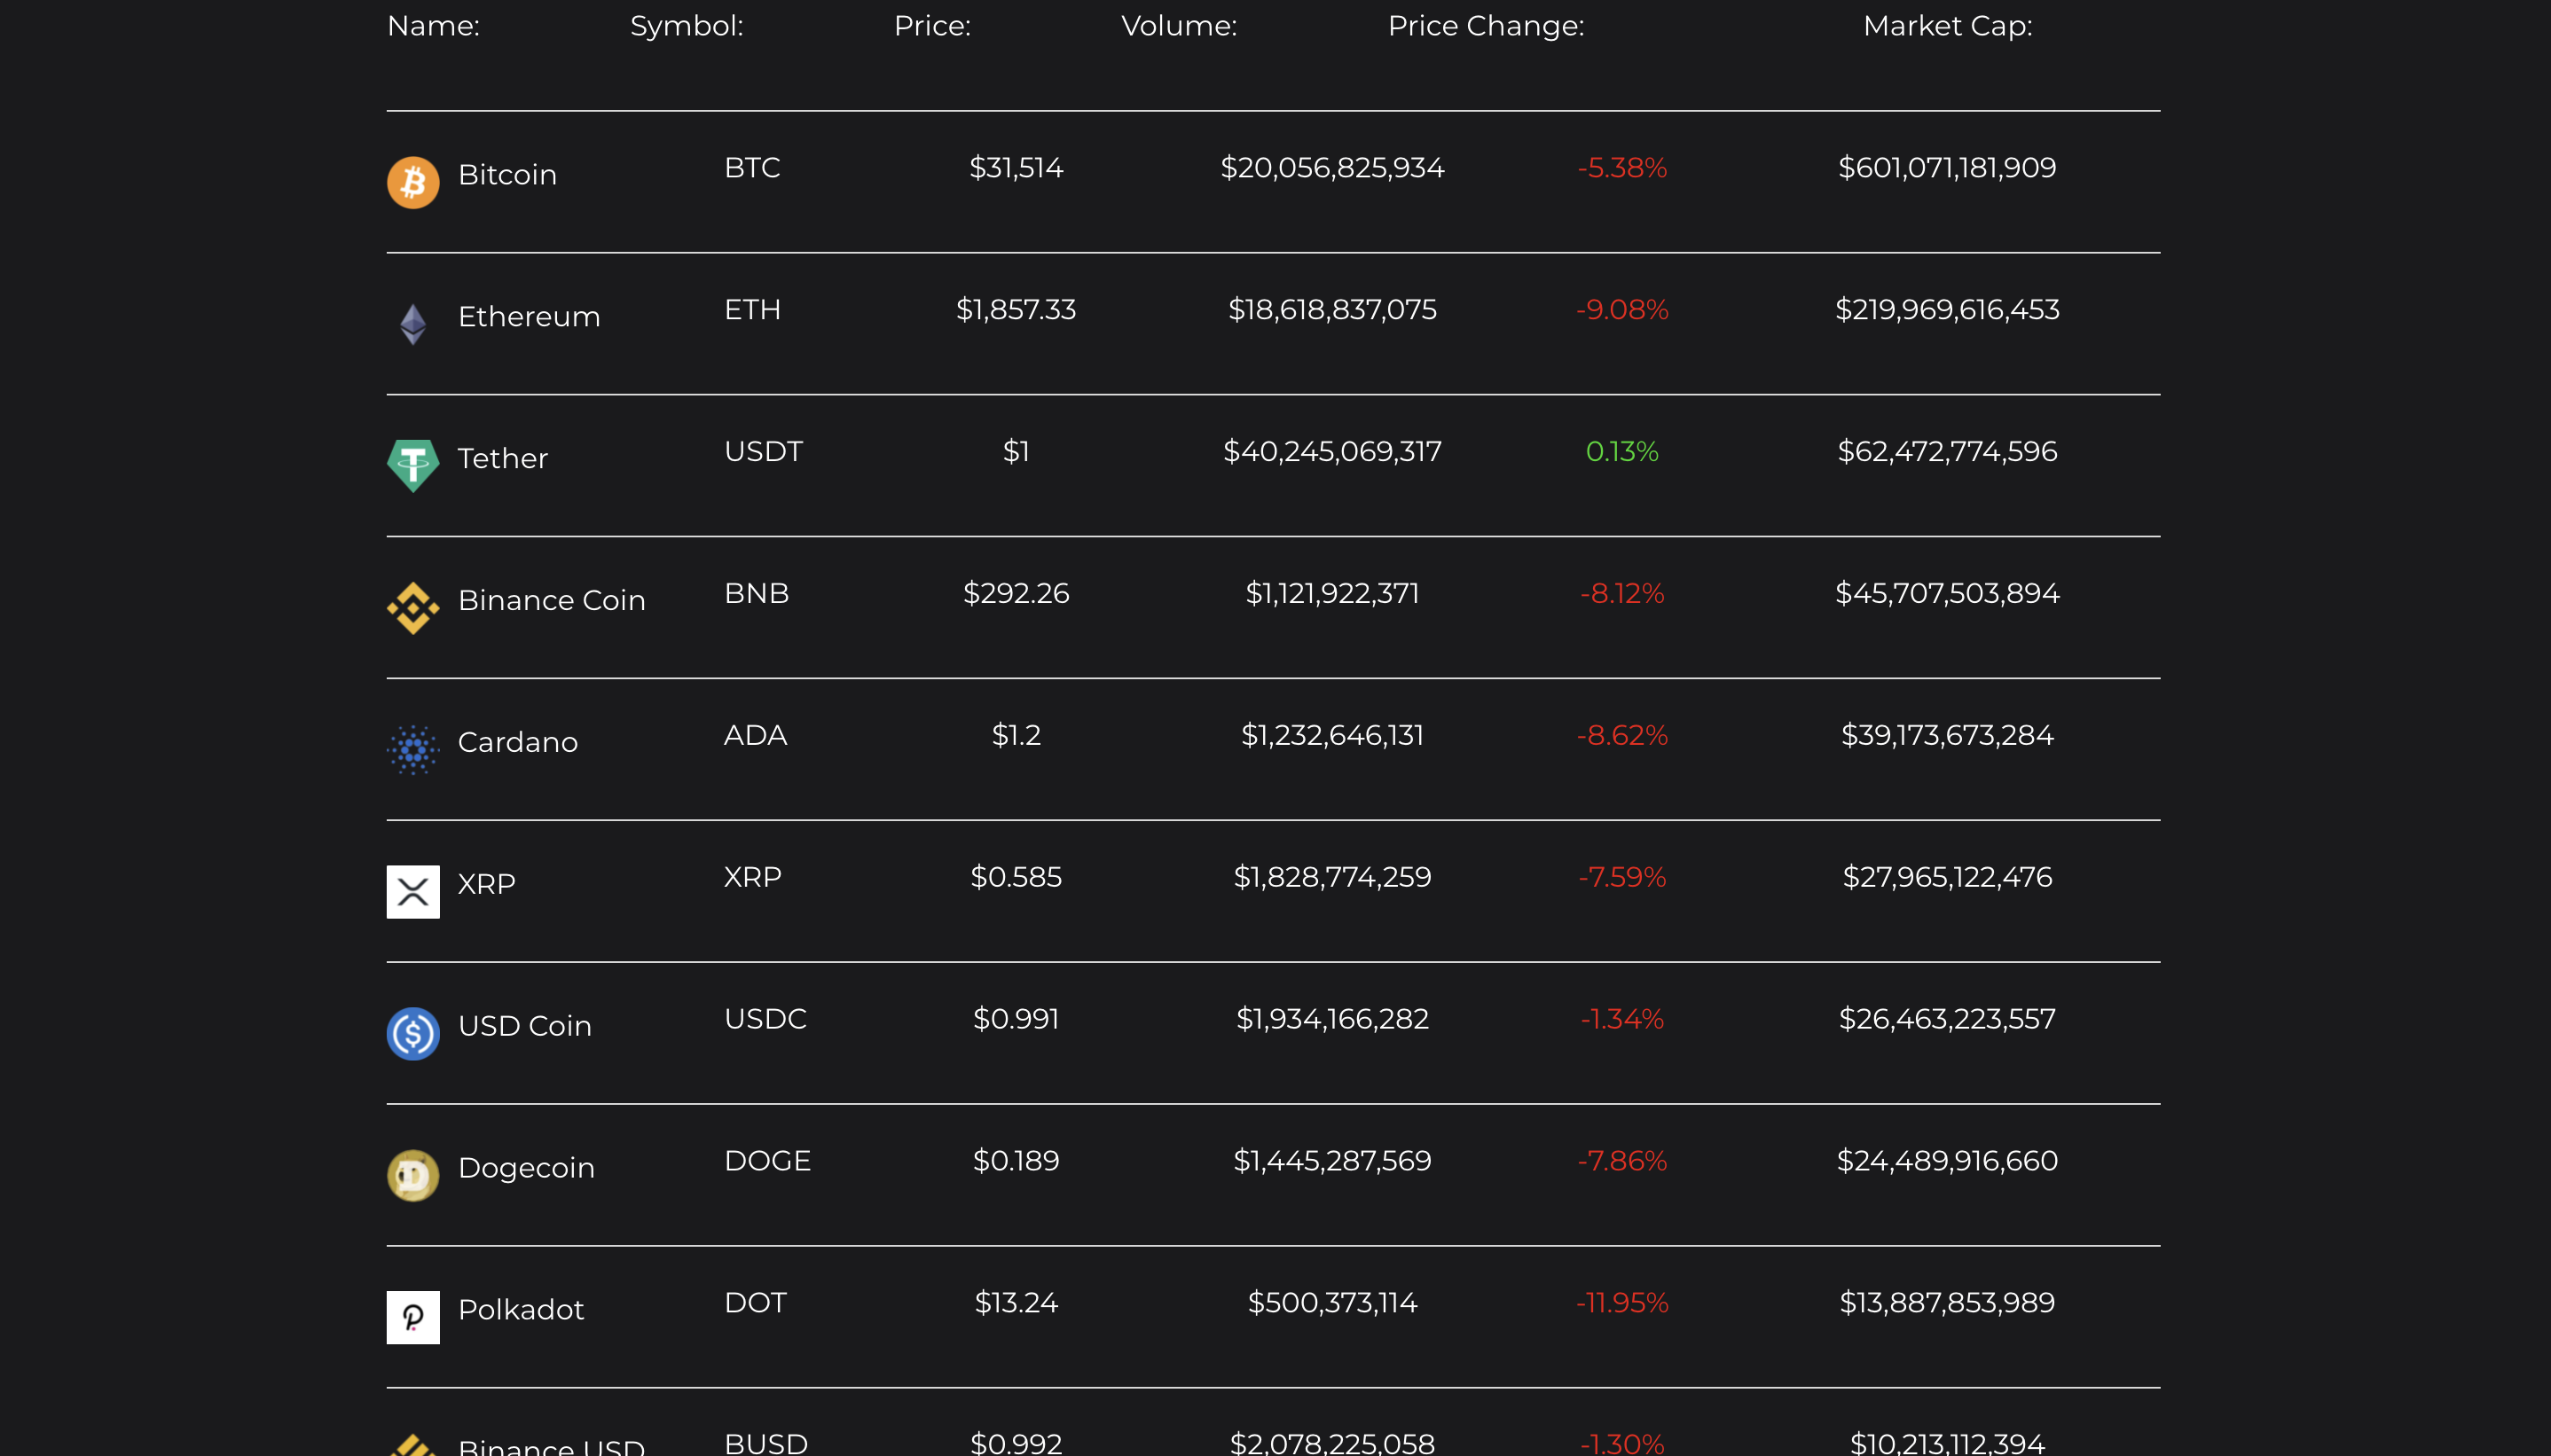 Name: Symbol: Price: Volume: Price Change: Market Cap:
Bitcoin BTC $31,514 $20,056,825,934 -5.38% $601,071,181,909
Ethereum ETH $1,857.33 $18,618,837,075 -9.08% $219,969,616,453
Tether USDT $1 $40,245,069,317 0.13% $62,472,774,596
Binance Coin BNB $292.26 $1,121,922,371 -8.12% $45,707,503,894
Cardano ADA $1.2 $1,232,646,131 -8.62% $39,173,673,284
XRP XRP $0.585 $1,828,774,259 -7.59% $27,965,122,476
USD Coin USDC $0.991 $1,934,166,282 -1.34% $26,463,223,557
Dogecoin DOGE $0.189 $1,445,287,569 -7.86% $24,489,916,660
Polkadot DOT $13.24 $500,373,114 -11.95% $13,887,853,989
Binance USD BUSD $0.992 $2,078,225,058 -1.30% $10,213,112,394